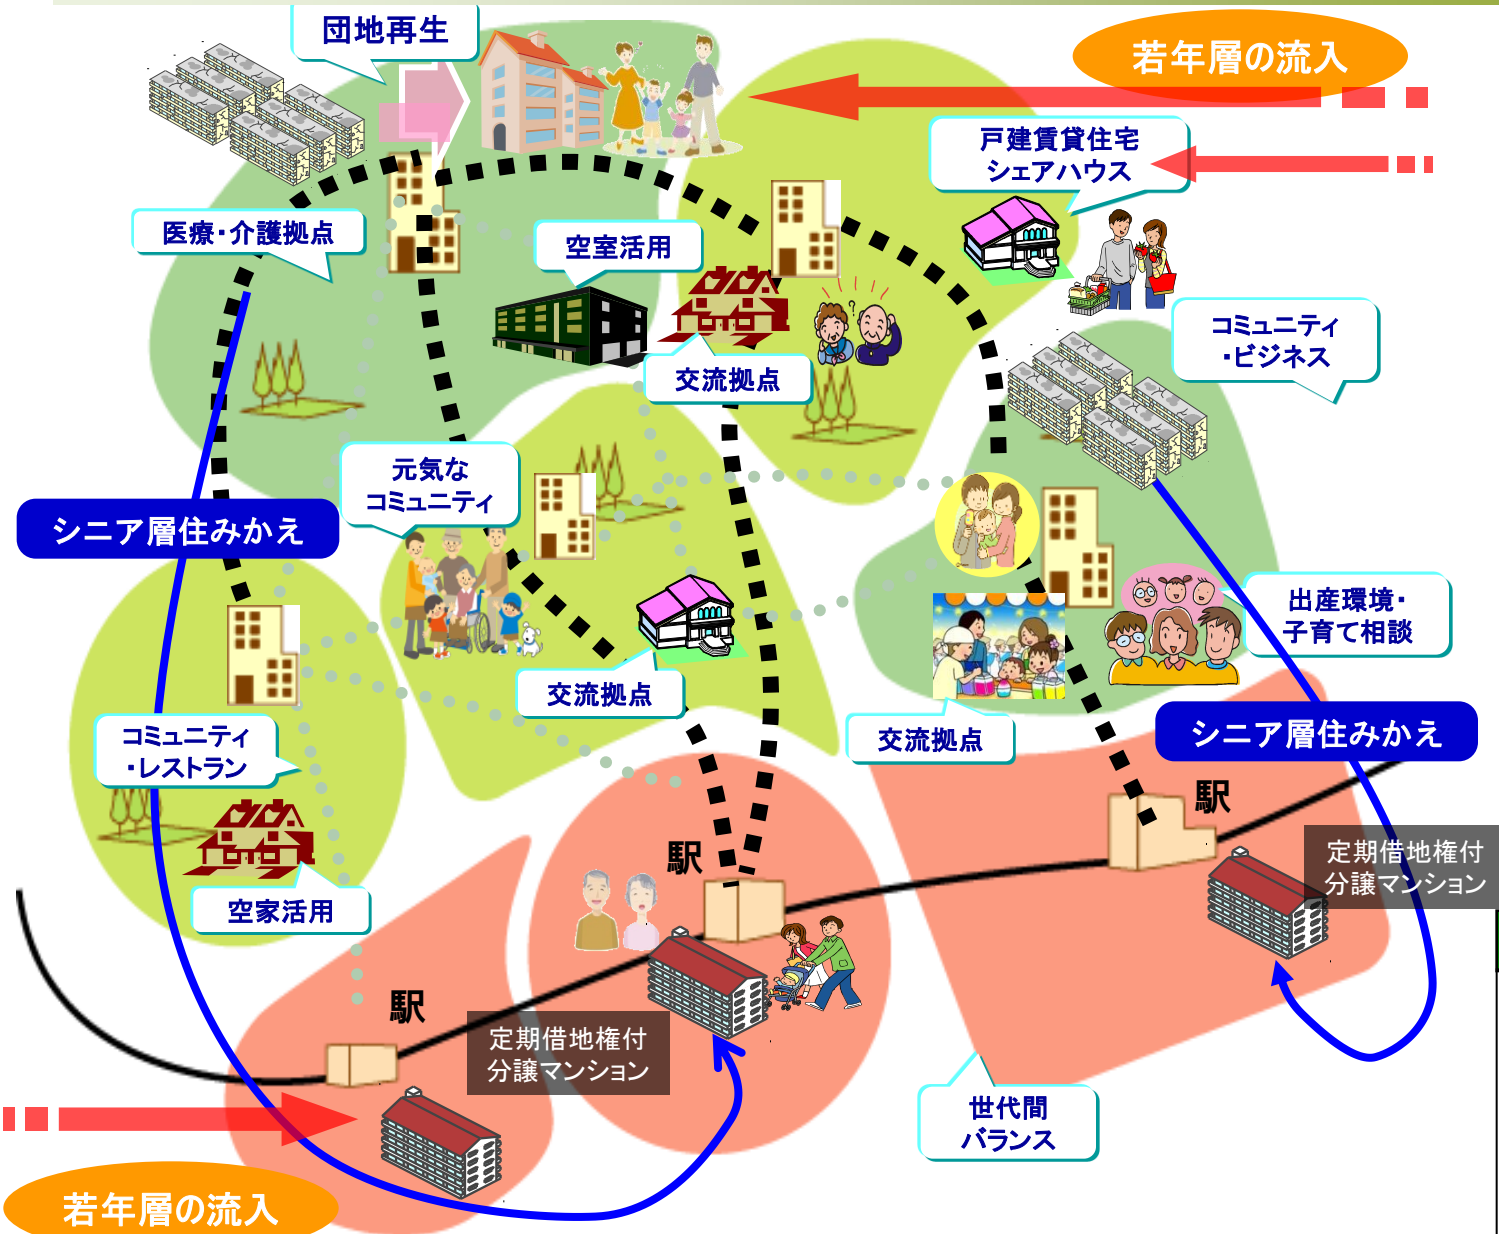 団地再生
若年層の流入
戸建賃貸住宅
シェアハウス
医療・介護拠点
空室活用
コミュニティ
・ビジネス
交流拠点
元気な
コミュニティ
シニア層住みかえ
出産環境・
子育て相談
交流拠点
交流拠点
シニア層住みかえ
コミュニティ
・レストラン
駅
駅
定期借地権付
分譲マンション
空家活用
駅
定期借地権付
分譲マンション
世代間
バランス
若年層の流入